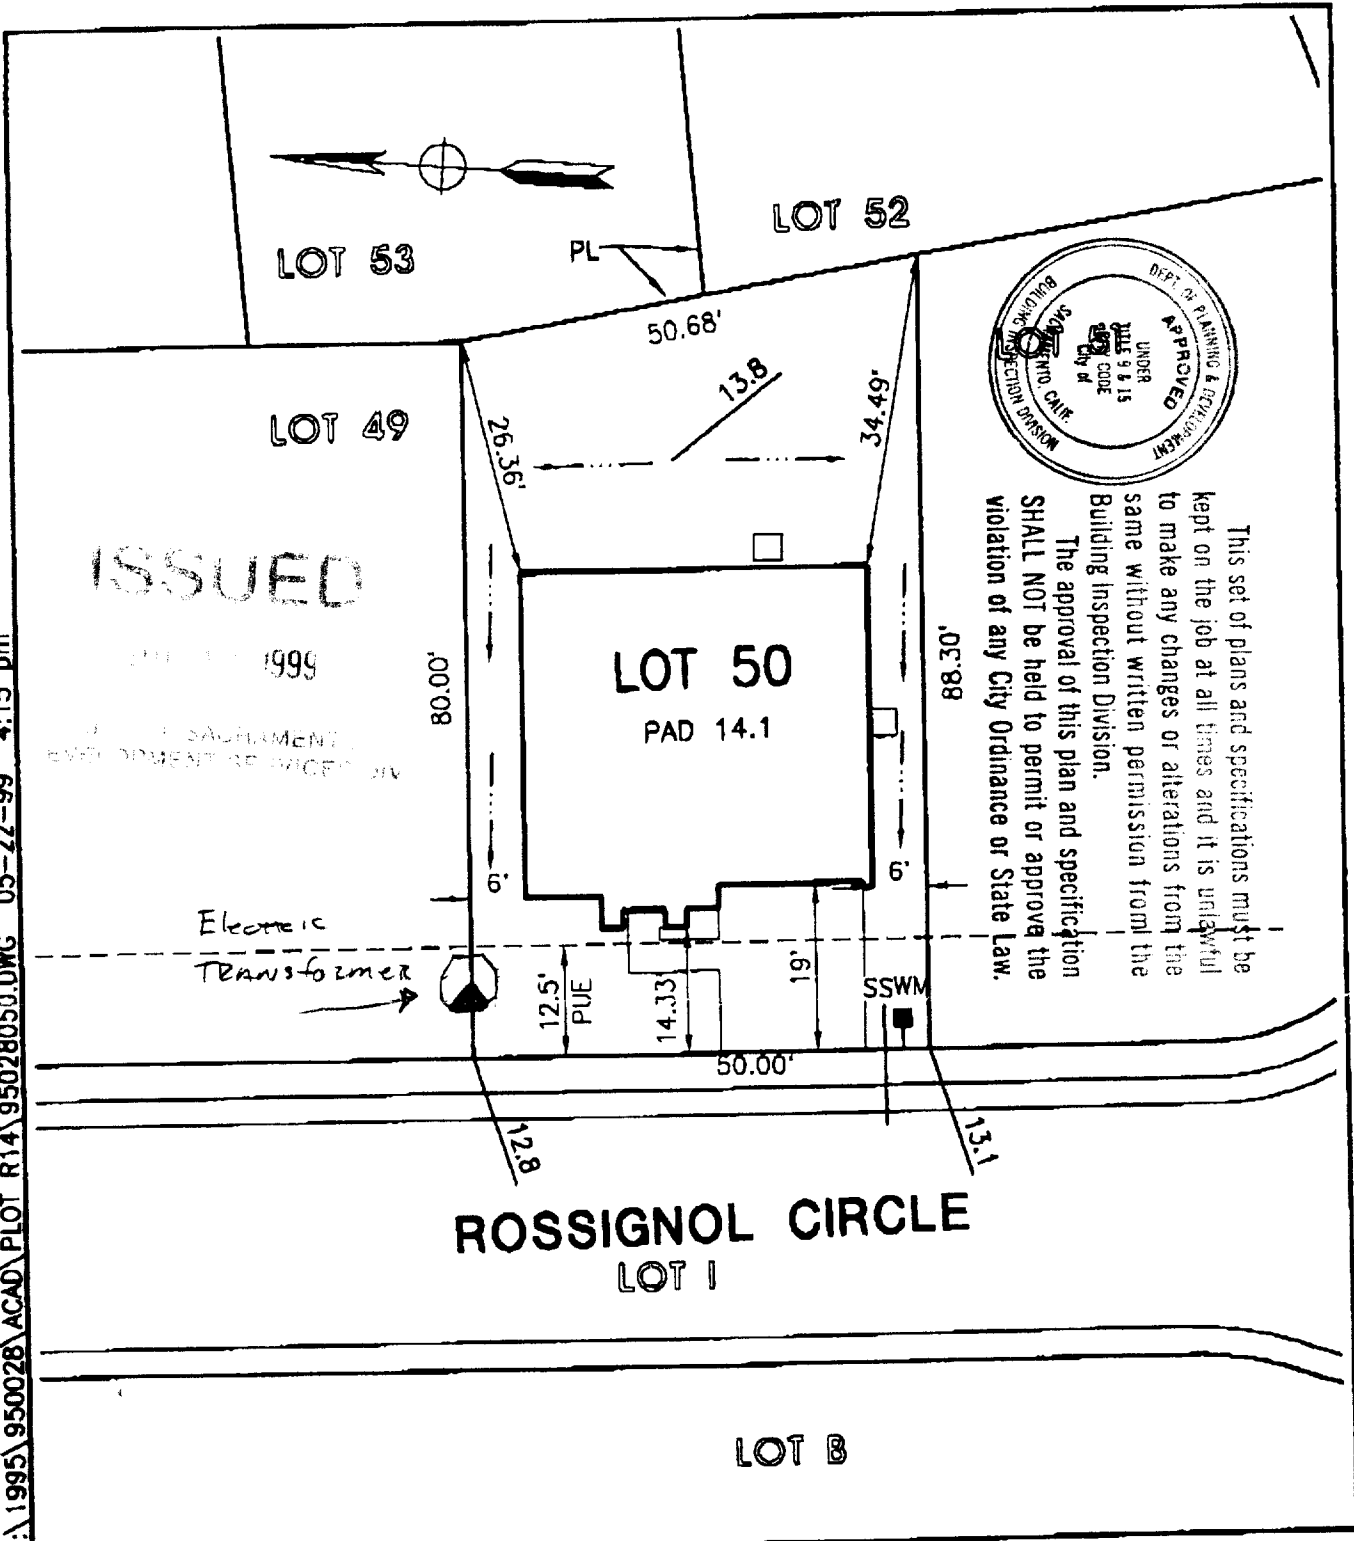 LOT 53
PL
LOT 52
50.68'
13.8
LOT 49
26.36'
34.49'
DEPT. OF PLANNING & DEVELOPMENT
APPROVED
UNDER
TITLE 9 & 15
CODE
City of
SACRAMENTO, CALIF.
BUILDING INSPECTION DIVISION
This set of plans and specifications must be
kept on the job at all times and it is unlawful
to make any changes or alterations from the
same without written permission from the
Building Inspection Division.
The approval of this plan and specification
SHALL NOT be held to permit or approve the
violation of any City Ordinance or State Law.
ISSUED
1999
SACRAMENT
LOT 50
PAD 14.1
80.00'
88.30'
6'
6'
Electric
TRANSformer
12.5'
PUE
14.33'
19'
SSWM
50.00'
12.8
13.1
ROSSIGNOL CIRCLE
LOT I
LOT B
:\1995\950028\ACAD\PLOT R14\95028050.DWG 05-22-99 4:15 pm